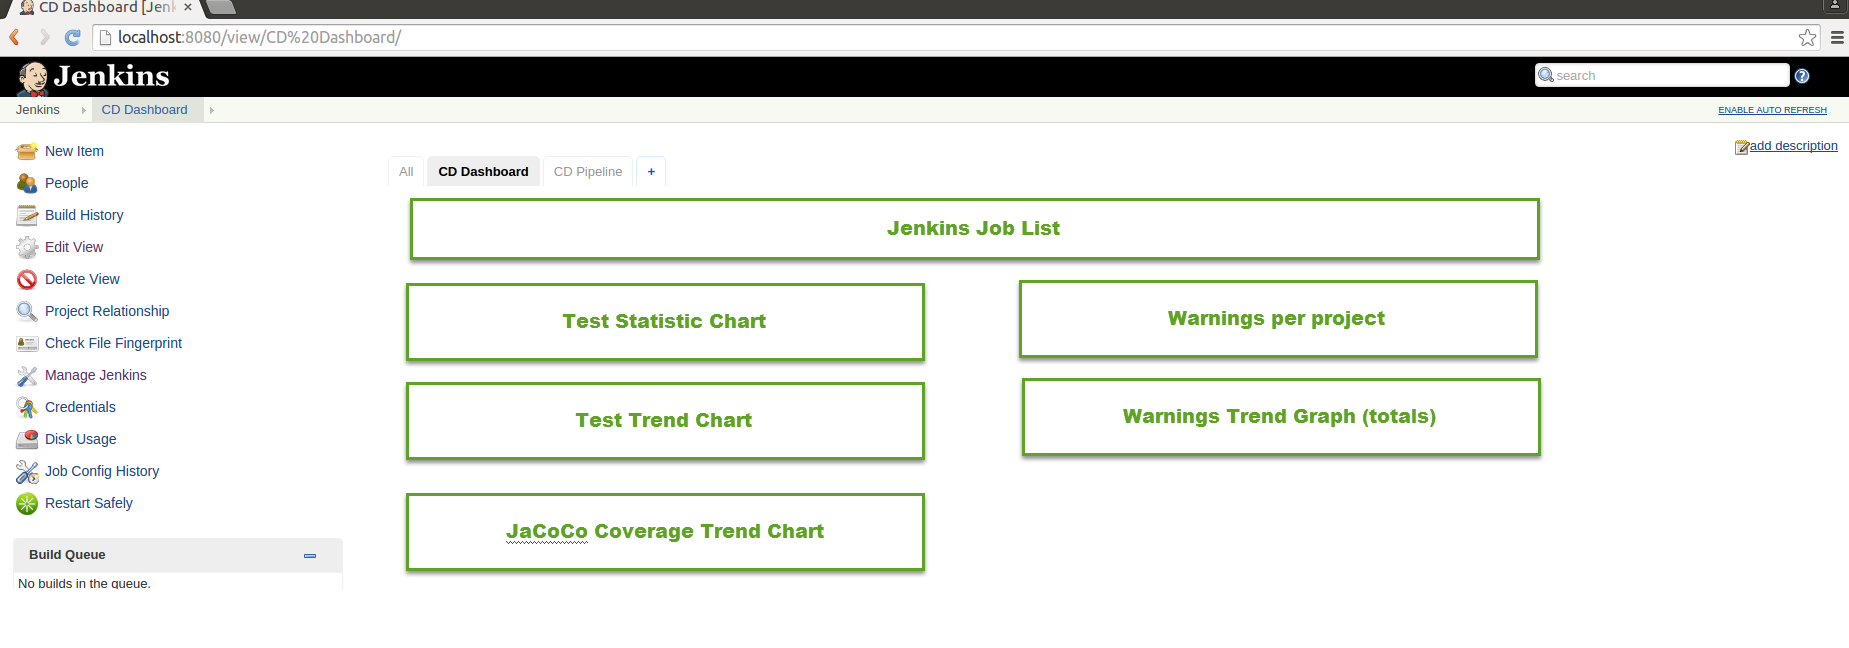 CD Dashboard [Jenk
localhost:8080/view/CD%20Dashboard/
Jenkins
search
Jenkins
CD Dashboard
ENABLE AUTO REFRESH
add description
New Item
People
Build History
Edit View
Delete View
Project Relationship
Check File Fingerprint
Manage Jenkins
Credentials
Disk Usage
Job Config History
Restart Safely
Build Queue
No builds in the queue.
All
CD Dashboard
CD Pipeline
+
Jenkins Job List
Test Statistic Chart
Warnings per project
Test Trend Chart
Warnings Trend Graph (totals)
JaCoCo Coverage Trend Chart